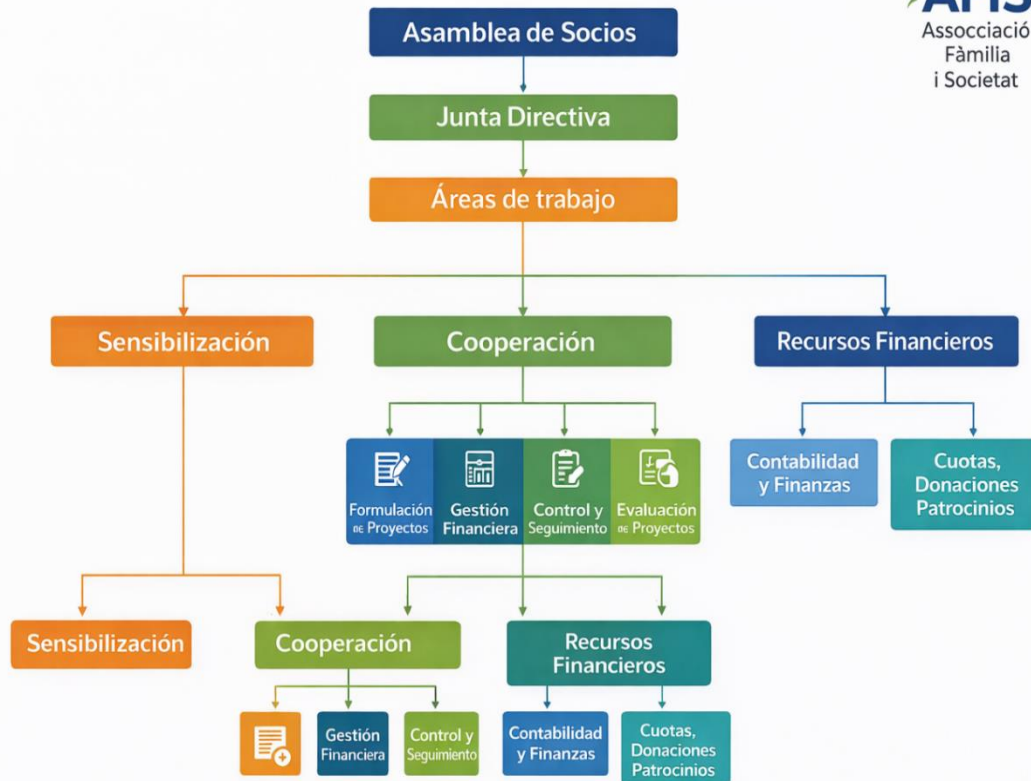 Asamblea de Socios
Assocciació
Fàmilia
i Societat
Junta Directiva
Áreas de trabajo
Sensibilización
Cooperación
Recursos Financieros
Formulación
DE Proyectos
Gestión
Financiera
Control y
Seguimiento
Evaluación
DE Proyectos
Contabilidad
y Finanzas
Cuotas,
Donaciones
Patrocinios
Sensibilización
Cooperación
Recursos
Financieros
Gestión
Financiera
Control y
Seguimiento
Contabilidad
y Finanzas
Cuotas,
Donaciones
Patrocinios